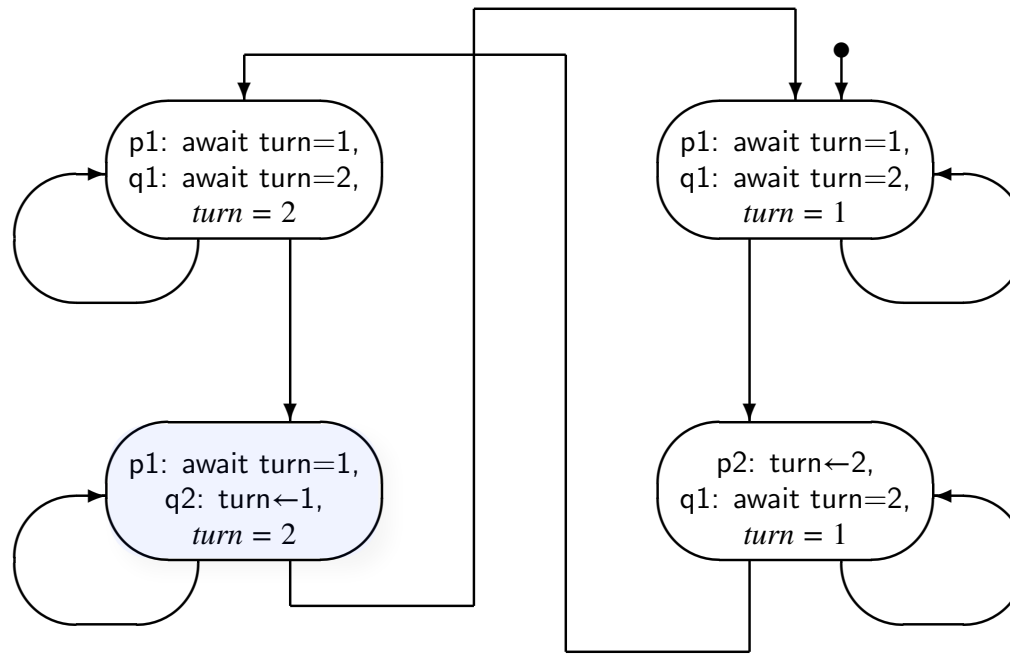 p1: await turn=1,
q1: await turn=2,
turn = 2
p1: await turn=1,
q1: await turn=2,
turn = 1
p1: await turn=1,
q2: turn←1,
turn = 2
p2: turn←2,
q1: await turn=2,
turn = 1